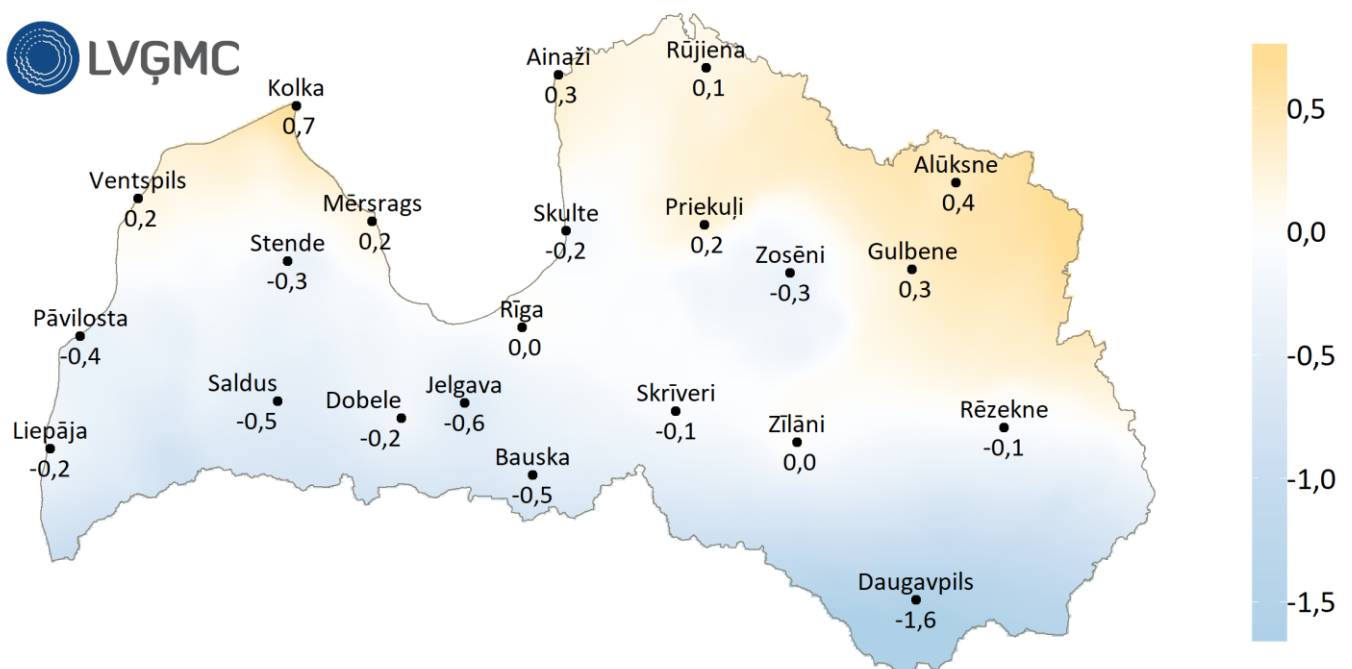 LVĢMC
Ainaži
0,3
Rūjiena
0,1
Kolka
0,7
0,5
Alūksne
0,4
Ventspils
0,2
Mērsrags
0,2
Skulte
-0,2
Priekuļi
0,2
0,0
Stende
-0,3
Zosēni
-0,3
Gulbene
0,3
Rīga
0,0
Pāvilosta
-0,4
-0,5
Saldus
-0,5
Dobele
-0,2
Jelgava
-0,6
Skrīveri
-0,1
Zīlāni
0,0
Rēzekne
-0,1
Liepāja
-0,2
Bauska
-0,5
-1,0
Daugavpils
-1,6
-1,5